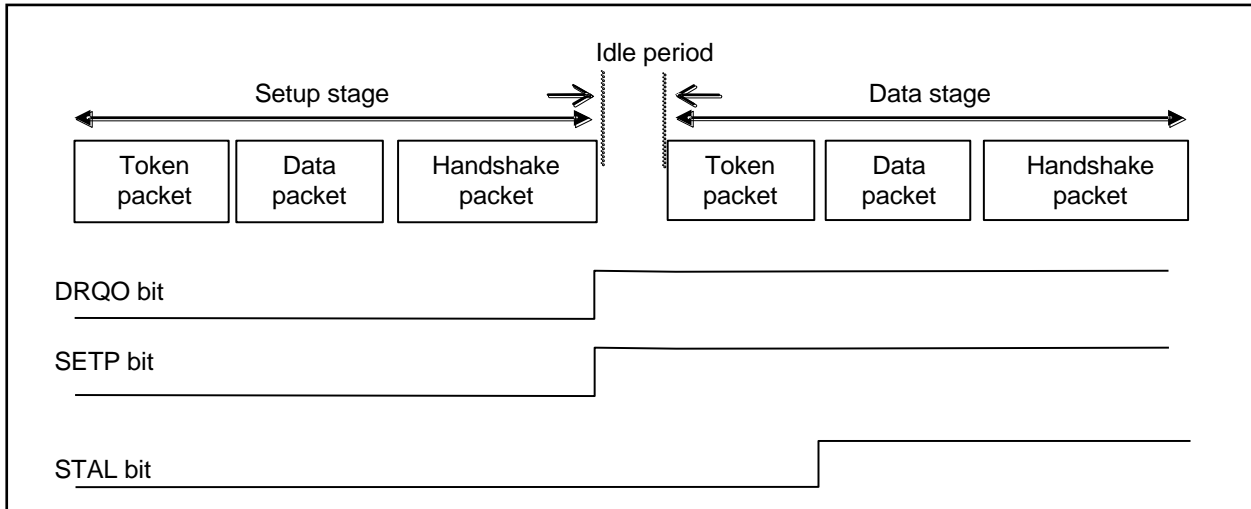 Idle period
Setup stage
Data stage
Token
packet
Data
packet
Handshake
packet
Token
packet
Data
packet
Handshake
packet
DRQO bit
SETP bit
STAL bit